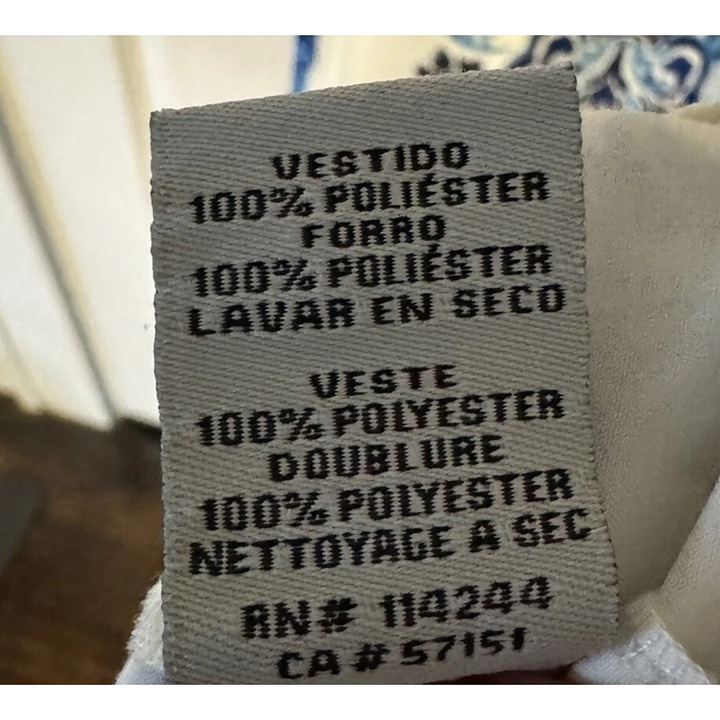 VESTIDO
100% POLIÉSTER
FORRO
100% POLIÉSTER
LAVAR EN SECO
VESTE
100% POLYESTER
DOUBLURE
100% POLYESTER
NETTOYAGE A SEC
RN# 114244
CA# 57151